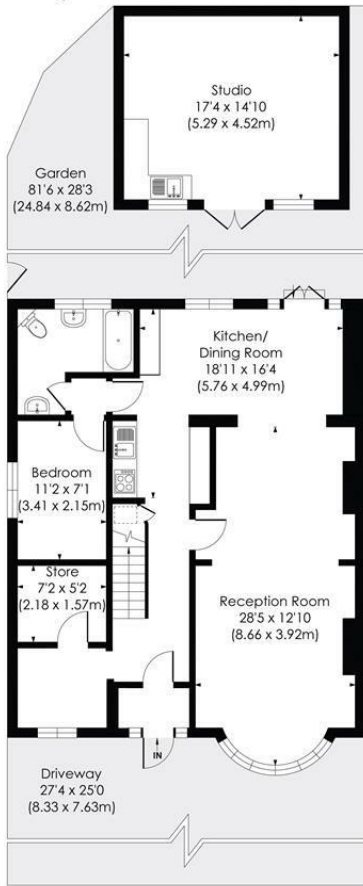 Studio
17'4 x 14'10
(5.29 x 4.52m)
Garden
81'6 x 28'3
(24.84 x 8.62m)
Kitchen/
Dining Room
18'11 x 16'4
(5.76 x 4.99m)
Bedroom
11'2 x 7'1
(3.41 x 2.15m)
Store
7'2 x 5'2
(2.18 x 1.57m)
Reception Room
28'5 x 12'10
(8.66 x 3.92m)
IN
Driveway
27'4 x 25'0
(8.33 x 7.63m)